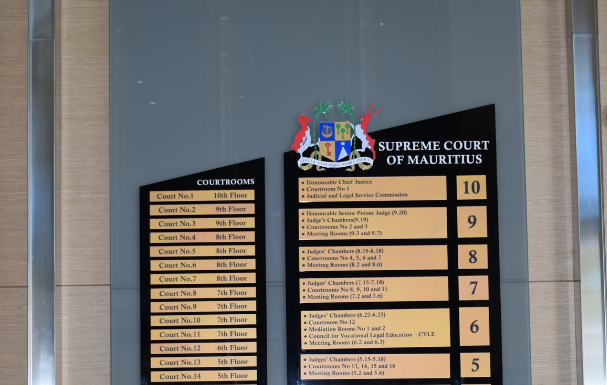 COURTROOMS
Court No.1 10th Floor
Court No.2 9th Floor
Court No.3 9th Floor
Court No.4 8th Floor
Court No.5 8th Floor
Court No.6 8th Floor
Court No.7 8th Floor
Court No.8 7th Floor
Court No.9 7th Floor
Court No.10 7th Floor
Court No.11 7th Floor
Court No.12 6th Floor
Court No.13 5th Floor
Court No.14 5th Floor
SUPREME COURT
OF MAURITIUS
• Honourable Chief Justice
• Courtroom No 1
• Judicial and Legal Service Commission
10
• Honourable Senior Puisne Judge (9.20)
• Judge's Chambers(9.19)
• Courtrooms No 2 and 3
• Meeting Rooms (9.3 and 9.7)
9
• Judges' Chambers (8.15-8.18)
• Courtrooms No 4, 5, 6 and 7
• Meeting Rooms (8.2 and 8.6)
8
• Judges' Chambers (7.15-7.18)
• Courtrooms No 8, 9, 10 and 11
• Meeting Rooms (7.2 and 7.6)
7
• Judges' Chambers (6.22-6.25)
• Courtroom No 12
• Mediation Rooms No 1 and 2
• Council for Vocational Legal Education - CVLE
• Meeting Rooms (6.2 and 6.3)
6
• Judges' Chambers (5.15-5.18)
• Courtrooms No 13, 14, 15 and 16
• Meeting Rooms (5.2 and 5.6)
5